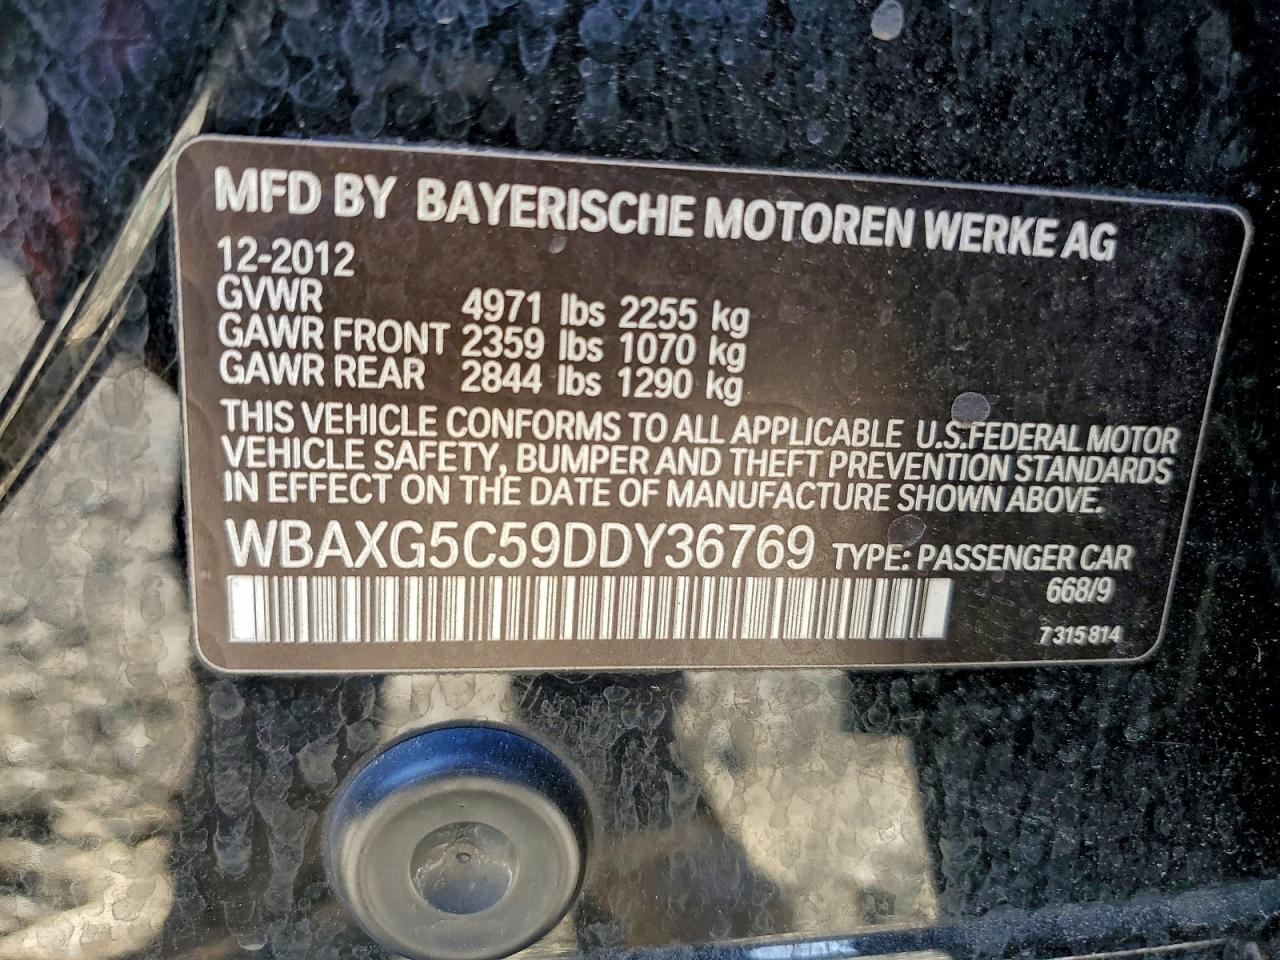 MFD BY BAYERISCHE MOTOREN WERKE AG
12-2012
GVWR 4971 lbs 2255 kg
GAWR FRONT 2359 lbs 1070 kg
GAWR REAR 2844 lbs 1290 kg
THIS VEHICLE CONFORMS TO ALL APPLICABLE U.S.FEDERAL MOTOR
VEHICLE SAFETY, BUMPER AND THEFT PREVENTION STANDARDS
IN EFFECT ON THE DATE OF MANUFACTURE SHOWN ABOVE.
WBAXG5C59DDY36769 TYPE: PASSENGER CAR
668/9
7 315 814